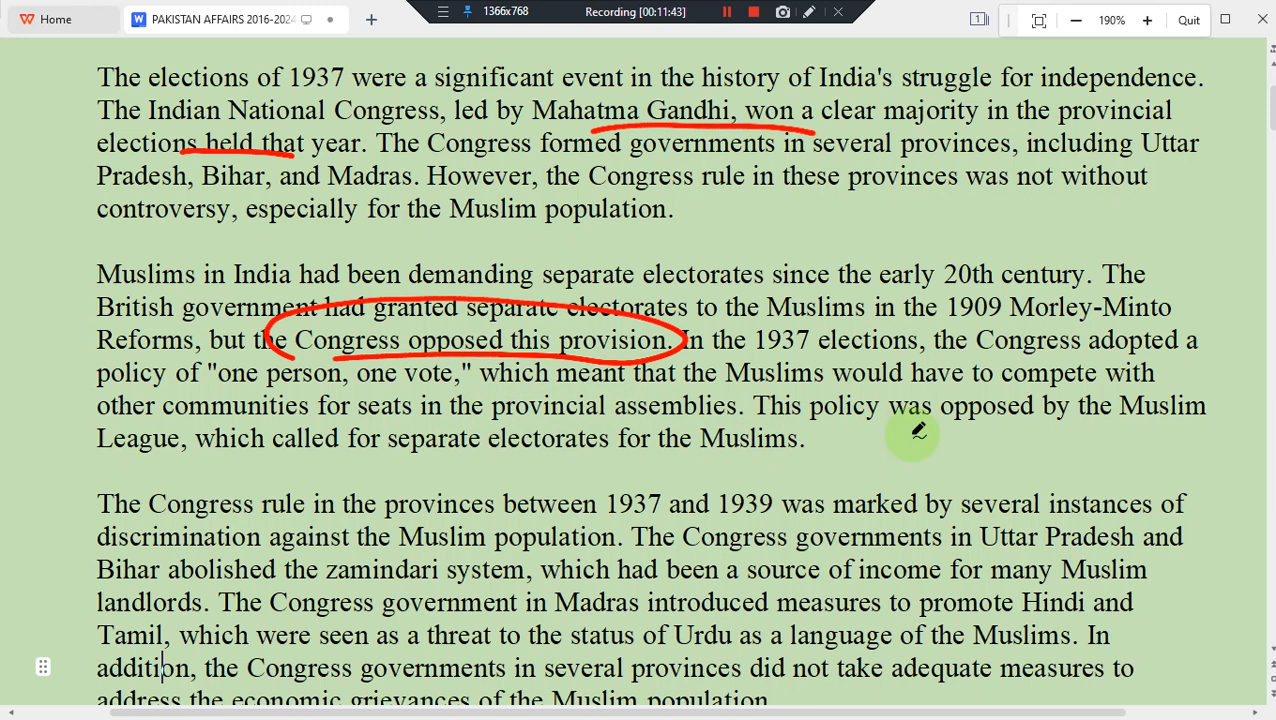 Home
PAKISTAN AFFAIRS 2016-2024
1366x768
Recording [00:11:43]
1
190%
Quit
The elections of 1937 were a significant event in the history of India's struggle for independence.
The Indian National Congress, led by Mahatma Gandhi, won a clear majority in the provincial
elections held that year. The Congress formed governments in several provinces, including Uttar
Pradesh, Bihar, and Madras. However, the Congress rule in these provinces was not without
controversy, especially for the Muslim population.
Muslims in India had been demanding separate electorates since the early 20th century. The
British government had granted separate electorates to the Muslims in the 1909 Morley-Minto
Reforms, but the Congress opposed this provision. In the 1937 elections, the Congress adopted a
policy of "one person, one vote," which meant that the Muslims would have to compete with
other communities for seats in the provincial assemblies. This policy was opposed by the Muslim
League, which called for separate electorates for the Muslims.
The Congress rule in the provinces between 1937 and 1939 was marked by several instances of
discrimination against the Muslim population. The Congress governments in Uttar Pradesh and
Bihar abolished the zamindari system, which had been a source of income for many Muslim
landlords. The Congress government in Madras introduced measures to promote Hindi and
Tamil, which were seen as a threat to the status of Urdu as a language of the Muslims. In
addition, the Congress governments in several provinces did not take adequate measures to
address the economic grievances of the Muslim population.